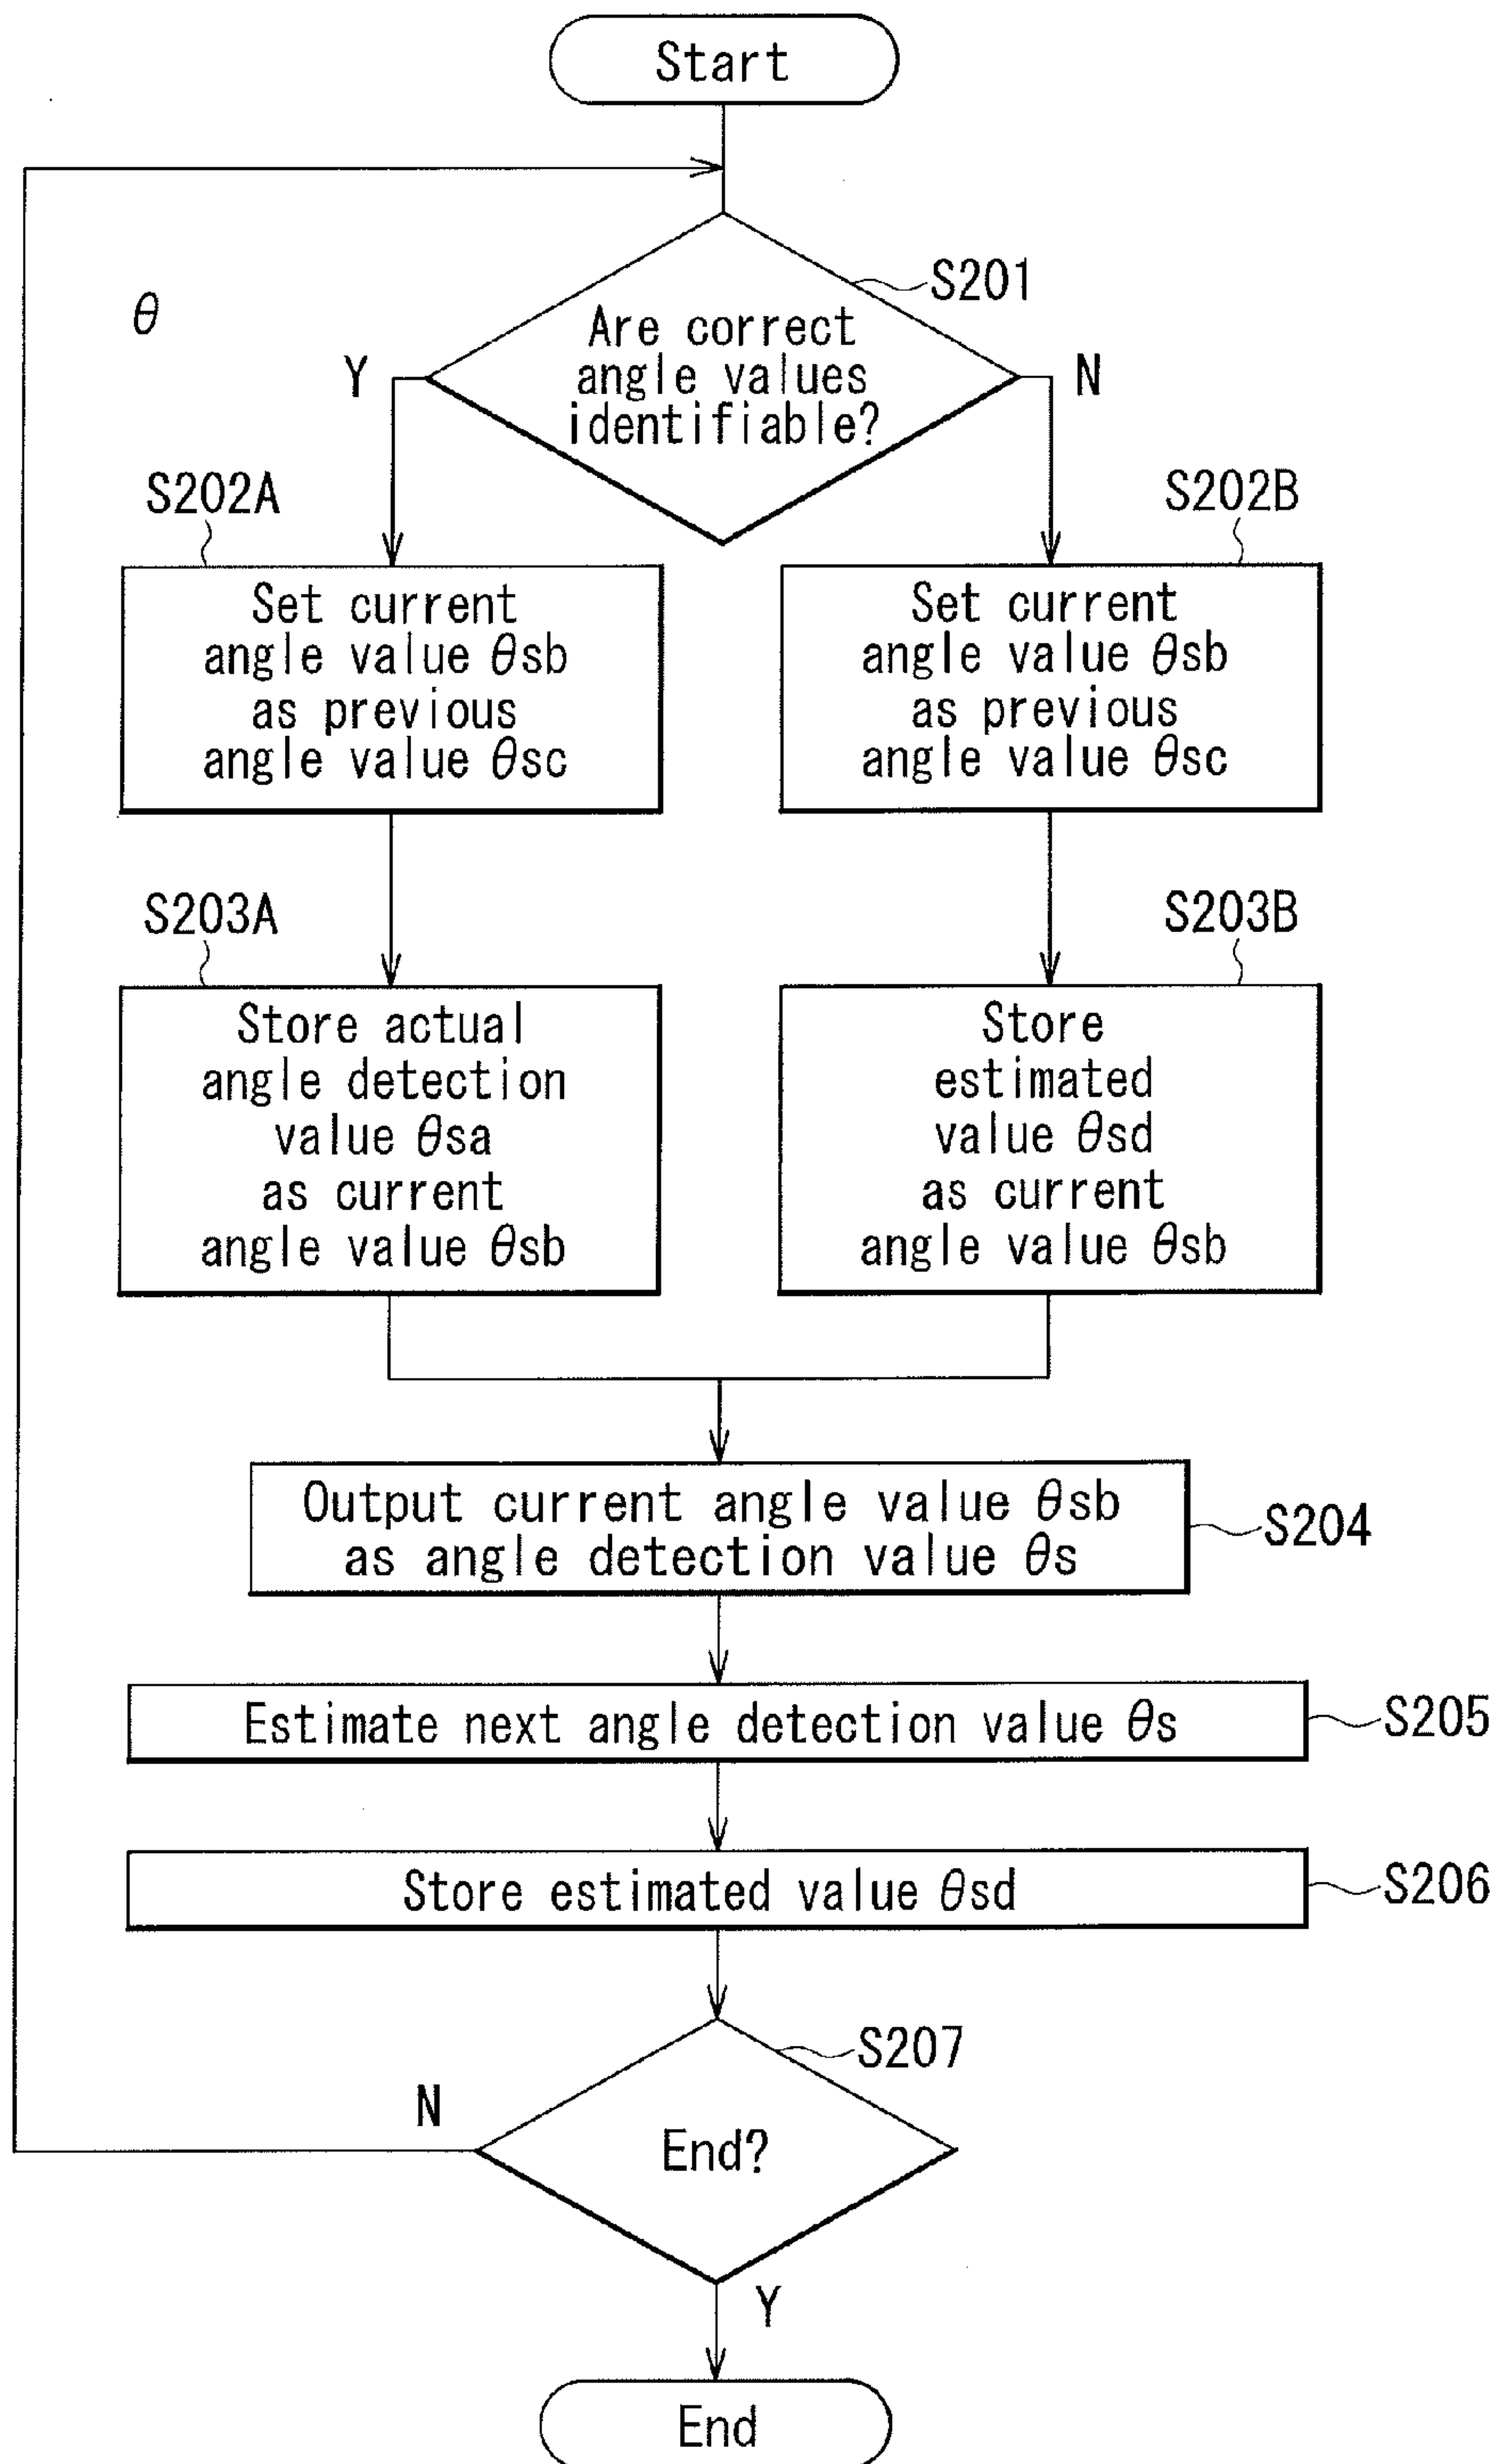 Start
S201
θ
Are correct
angle values
identifiable?
Y
N
S202A
S202B
Set current
angle value θsb
as previous
angle value θsc
Set current
angle value θsb
as previous
angle value θsc
S203A
S203B
Store actual
angle detection
value θsa
as current
angle value θsb
Store
estimated
value θsd
as current
angle value θsb
Output current angle value θsb
as angle detection value θs
S204
Estimate next angle detection value θs
S205
Store estimated value θsd
S206
S207
N
End?
Y
End